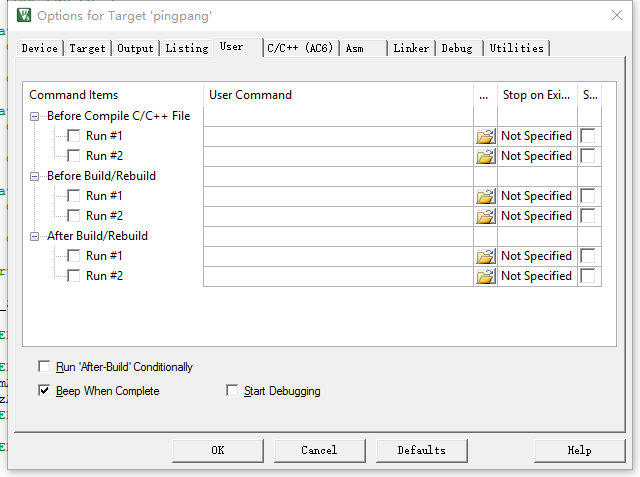 Options for Target 'pingpang'
Device Target Output Listing User C/C++ (AC6) Asm Linker Debug Utilities
Command Items User Command ... Stop on Exi... S...
Before Compile C/C++ File
Run #1 Not Specified
Run #2 Not Specified
Before Build/Rebuild
Run #1 Not Specified
Run #2 Not Specified
After Build/Rebuild
Run #1 Not Specified
Run #2 Not Specified
Run 'After-Build' Conditionally
Beep When Complete Start Debugging
OK Cancel Defaults Help